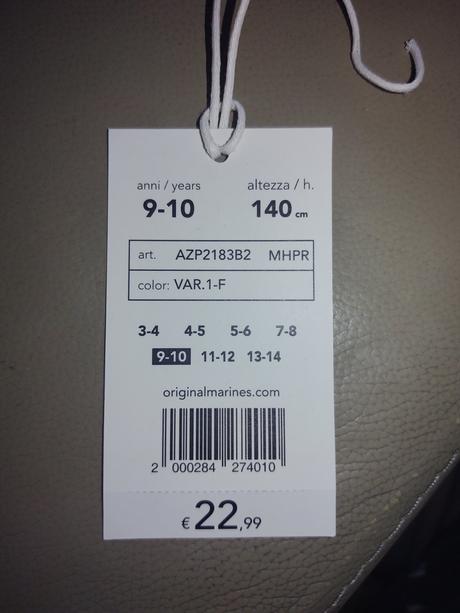 anni / years altezza / h.
9-10 140 cm
art. AZP2183B2 MHPR
color: VAR.1-F
3-4 4-5 5-6 7-8
9-10 11-12 13-14
originalmarines.com
2 000284 274010
€ 22,99